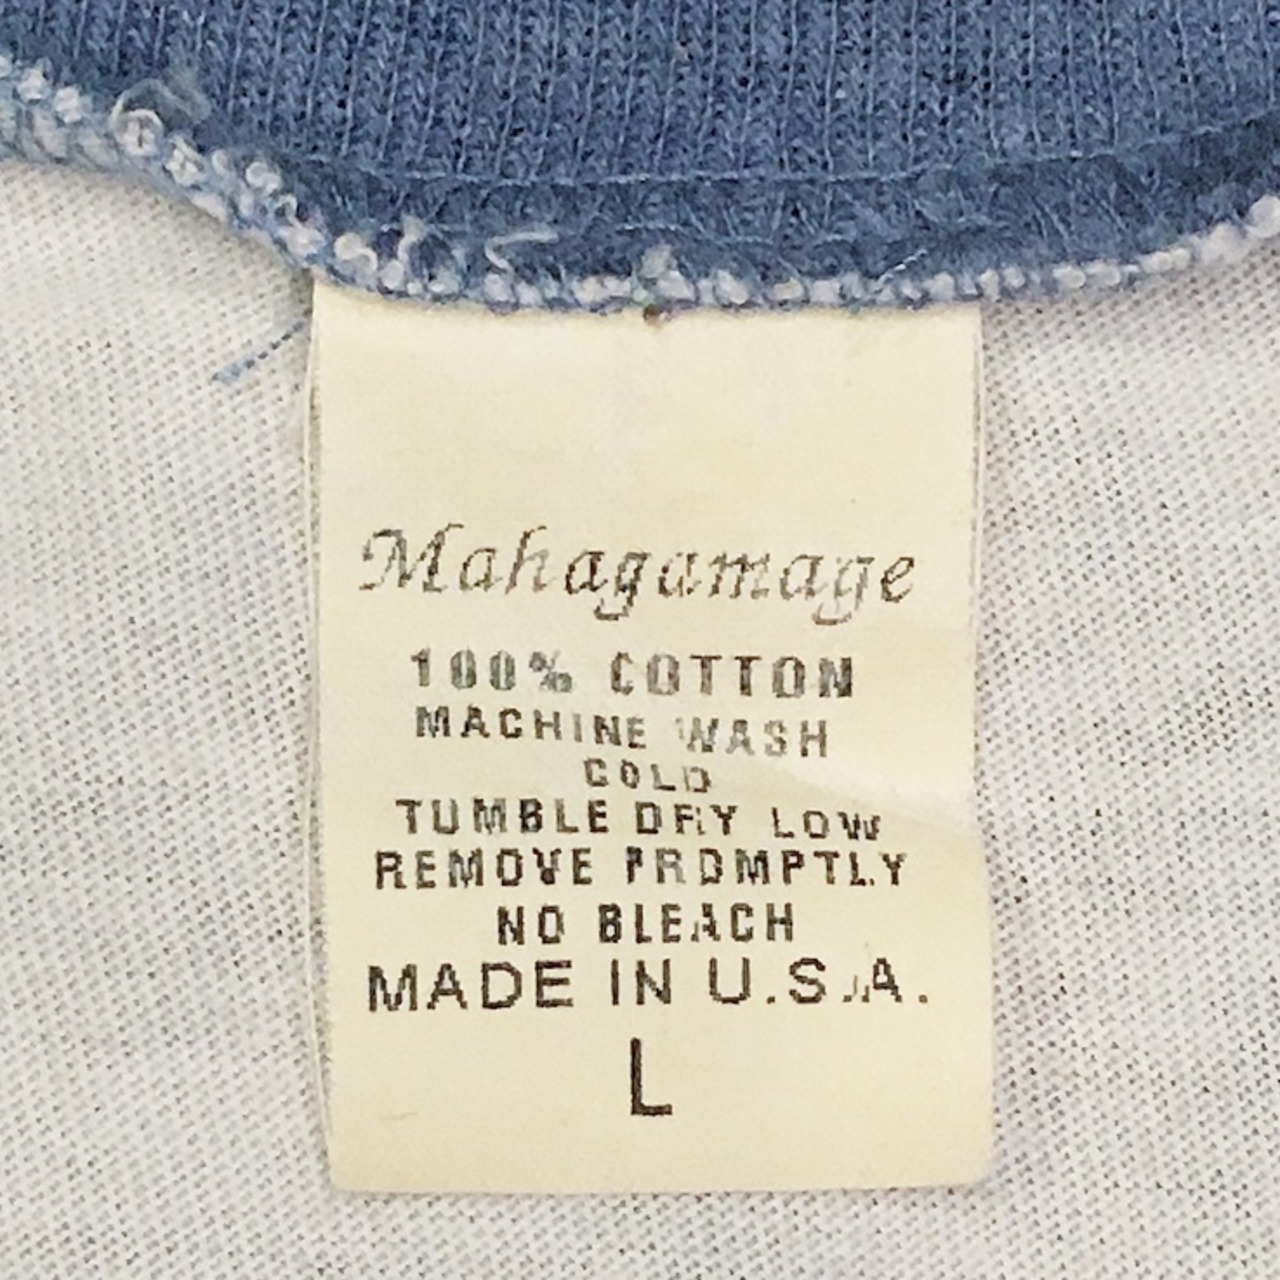 Mahagamage
100% COTTON
MACHINE WASH
COLD
TUMBLE DRY LOW
REMOVE PROMPTLY
NO BLEACH
MADE IN U.S.A.
L